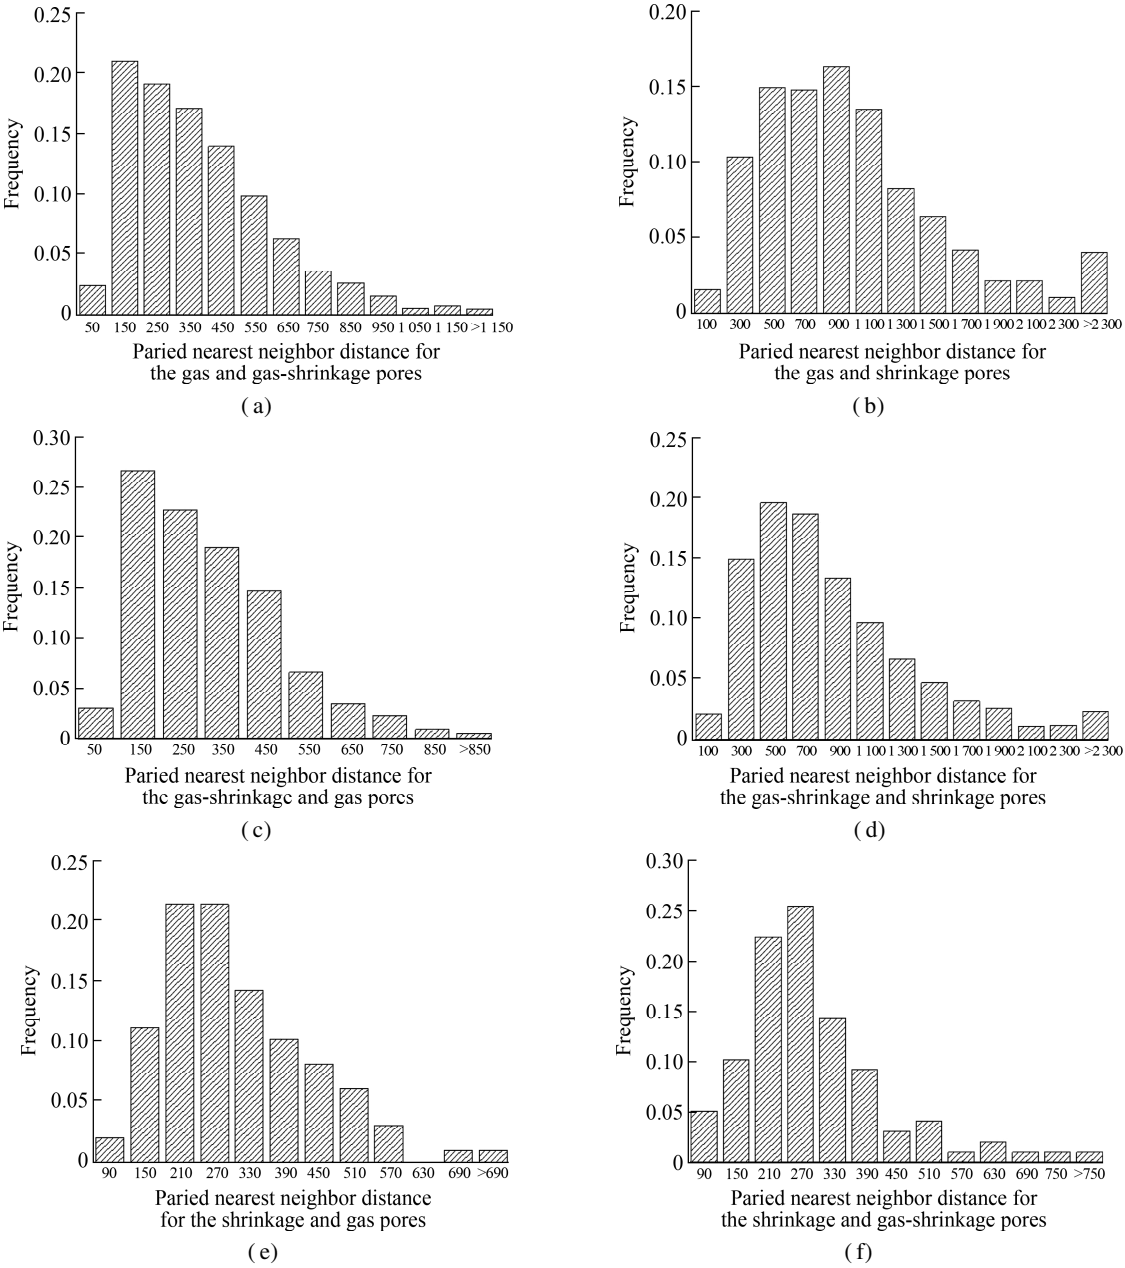 0.25
0.20
0.15
0.10
0.05
0
Frequency
50 150 250 350 450 550 650 750 850 950 1 050 1 150 >1 150
Paried nearest neighbor distance for
the gas and gas-shrinkage pores
(a)
0.20
0.15
0.10
0.05
0
Frequency
100 300 500 700 900 1 100 1 300 1 500 1 700 1 900 2 100 2 300 >2 300
Paried nearest neighbor distance for
the gas and shrinkage pores
(b)
0.30
0.25
0.20
0.15
0.10
0.05
0
Frequency
50 150 250 350 450 550 650 750 850 >850
Paried nearest neighbor distance for
thc gas-shrinkagc and gas porcs
(c)
0.25
0.20
0.15
0.10
0.05
0
Frequency
100 300 500 700 900 1 100 1 300 1 500 1 700 1 900 2 100 2 300 >2 300
Paried nearest neighbor distance for
the gas-shrinkage and shrinkage pores
(d)
0.25
0.20
0.15
0.10
0.05
0
Frequency
90 150 210 270 330 390 450 510 570 630 690 >690
Paried nearest neighbor distance
for the shrinkage and gas pores
(e)
0.30
0.25
0.20
0.15
0.10
0.05
0
Frequency
90 150 210 270 330 390 450 510 570 630 690 750 >750
Paried nearest neighbor distance for
the shrinkage and gas-shrinkage pores
(f)